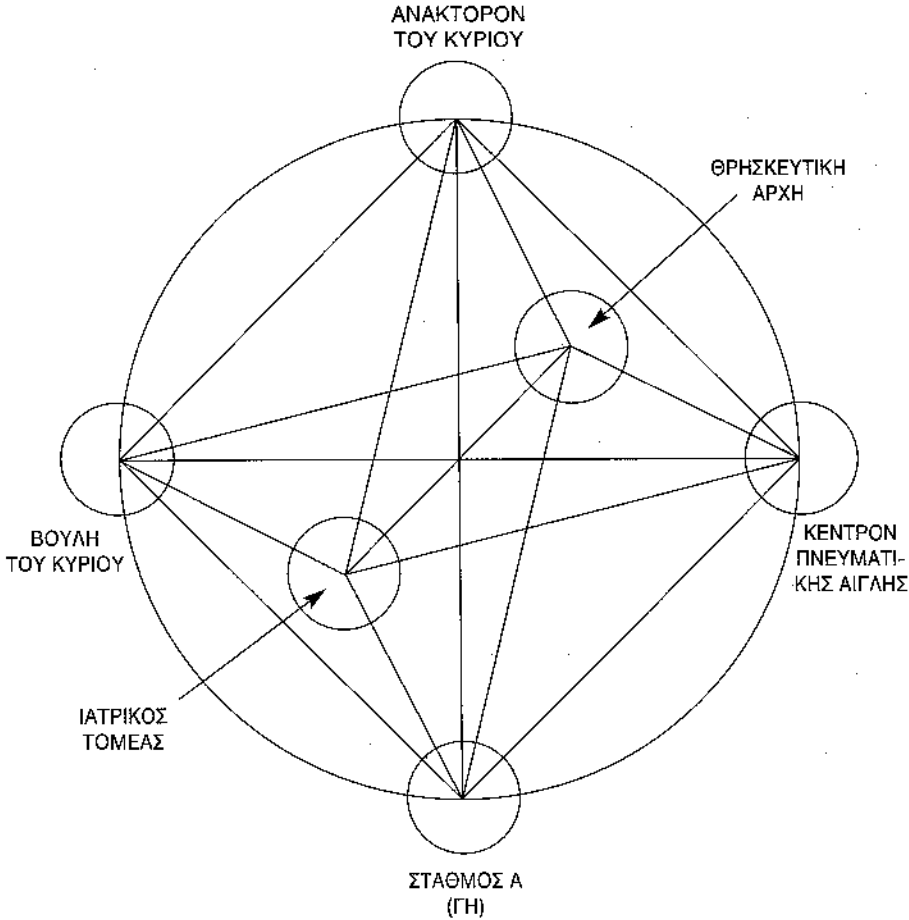 ΑΝΑΚΤΟΡΟΝ
ΤΟΥ ΚΥΡΙΟΥ
ΘΡΗΣΚΕΥΤΙΚΗ
ΑΡΧΗ
ΒΟΥΛΗ
ΤΟΥ ΚΥΡΙΟΥ
ΚΕΝΤΡΟΝ
ΠΝΕΥΜΑΤΙ-
ΚΗΣ ΑΙΓΛΗΣ
ΙΑΤΡΙΚΟΣ
ΤΟΜΕΑΣ
ΣΤΑΘΜΟΣ Α
(ΓΗ)